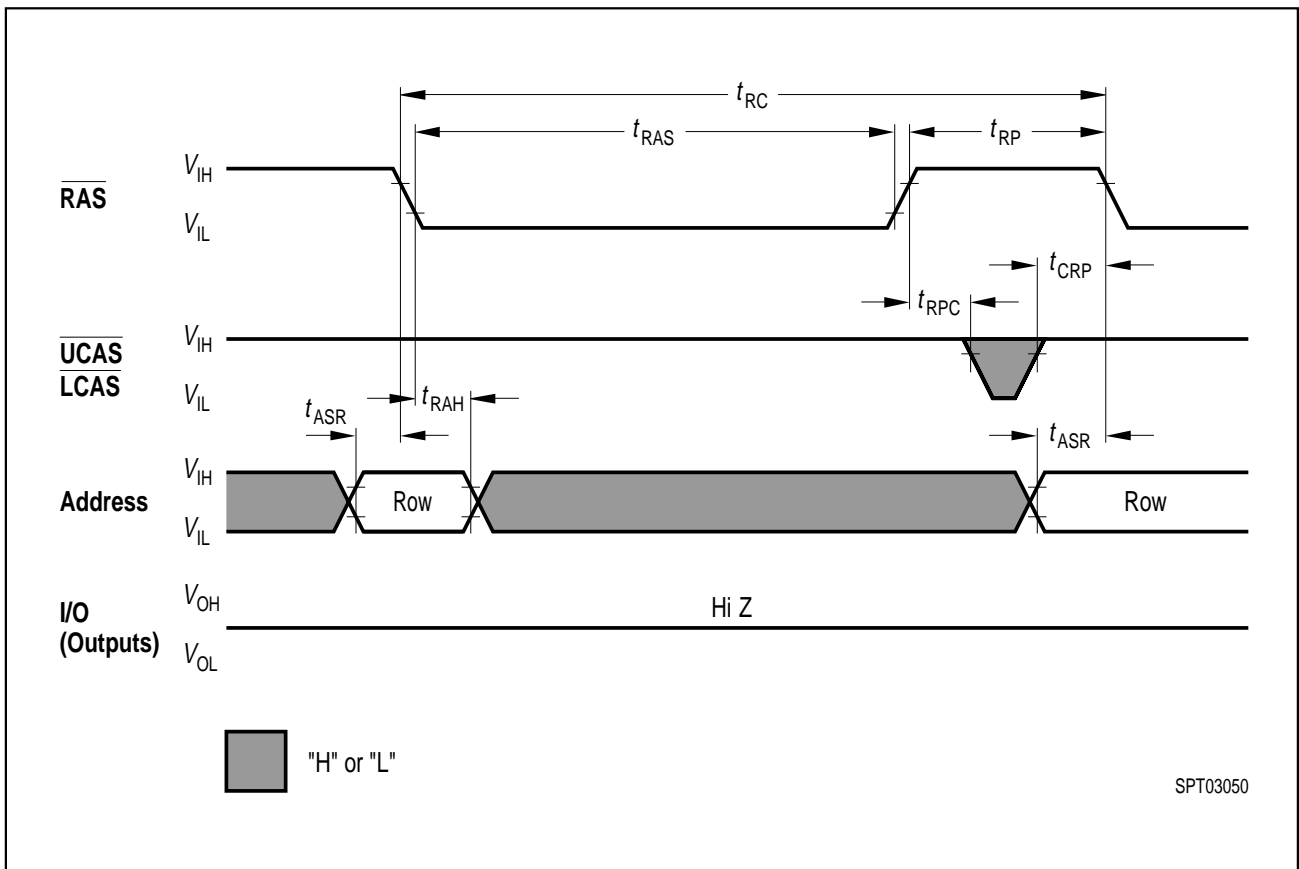 tRC
tRAS
tRP
RAS
VIH
VIL
tCRP
tRPC
UCAS
LCAS
VIH
VIL
tASR
tRAH
tASR
Address
VIH
VIL
Row
Row
I/O
(Outputs)
VOH
VOL
Hi Z
"H" or "L"
SPT03050